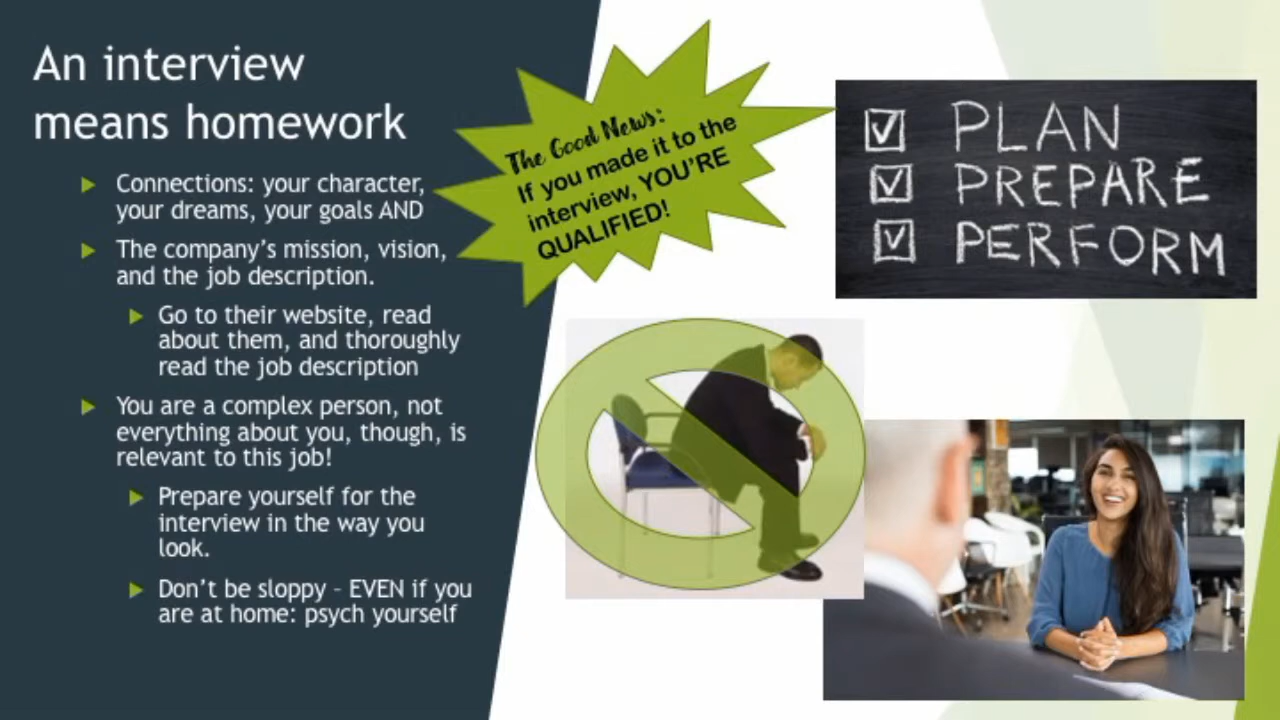 An interview
means homework
Connections: your character,
your dreams, your goals AND
The company's mission, vision,
and the job description.
Go to their website, read
about them, and thoroughly
read the job description
You are a complex person, not
everything about you, though, is
relevant to this job!
Prepare yourself for the
interview in the way you
look.
Don't be sloppy – EVEN if you
are at home: psych yourself
The Good News:
If you made it to the
interview, YOU'RE
QUALIFIED!
PLAN
PREPARE
PERFORM